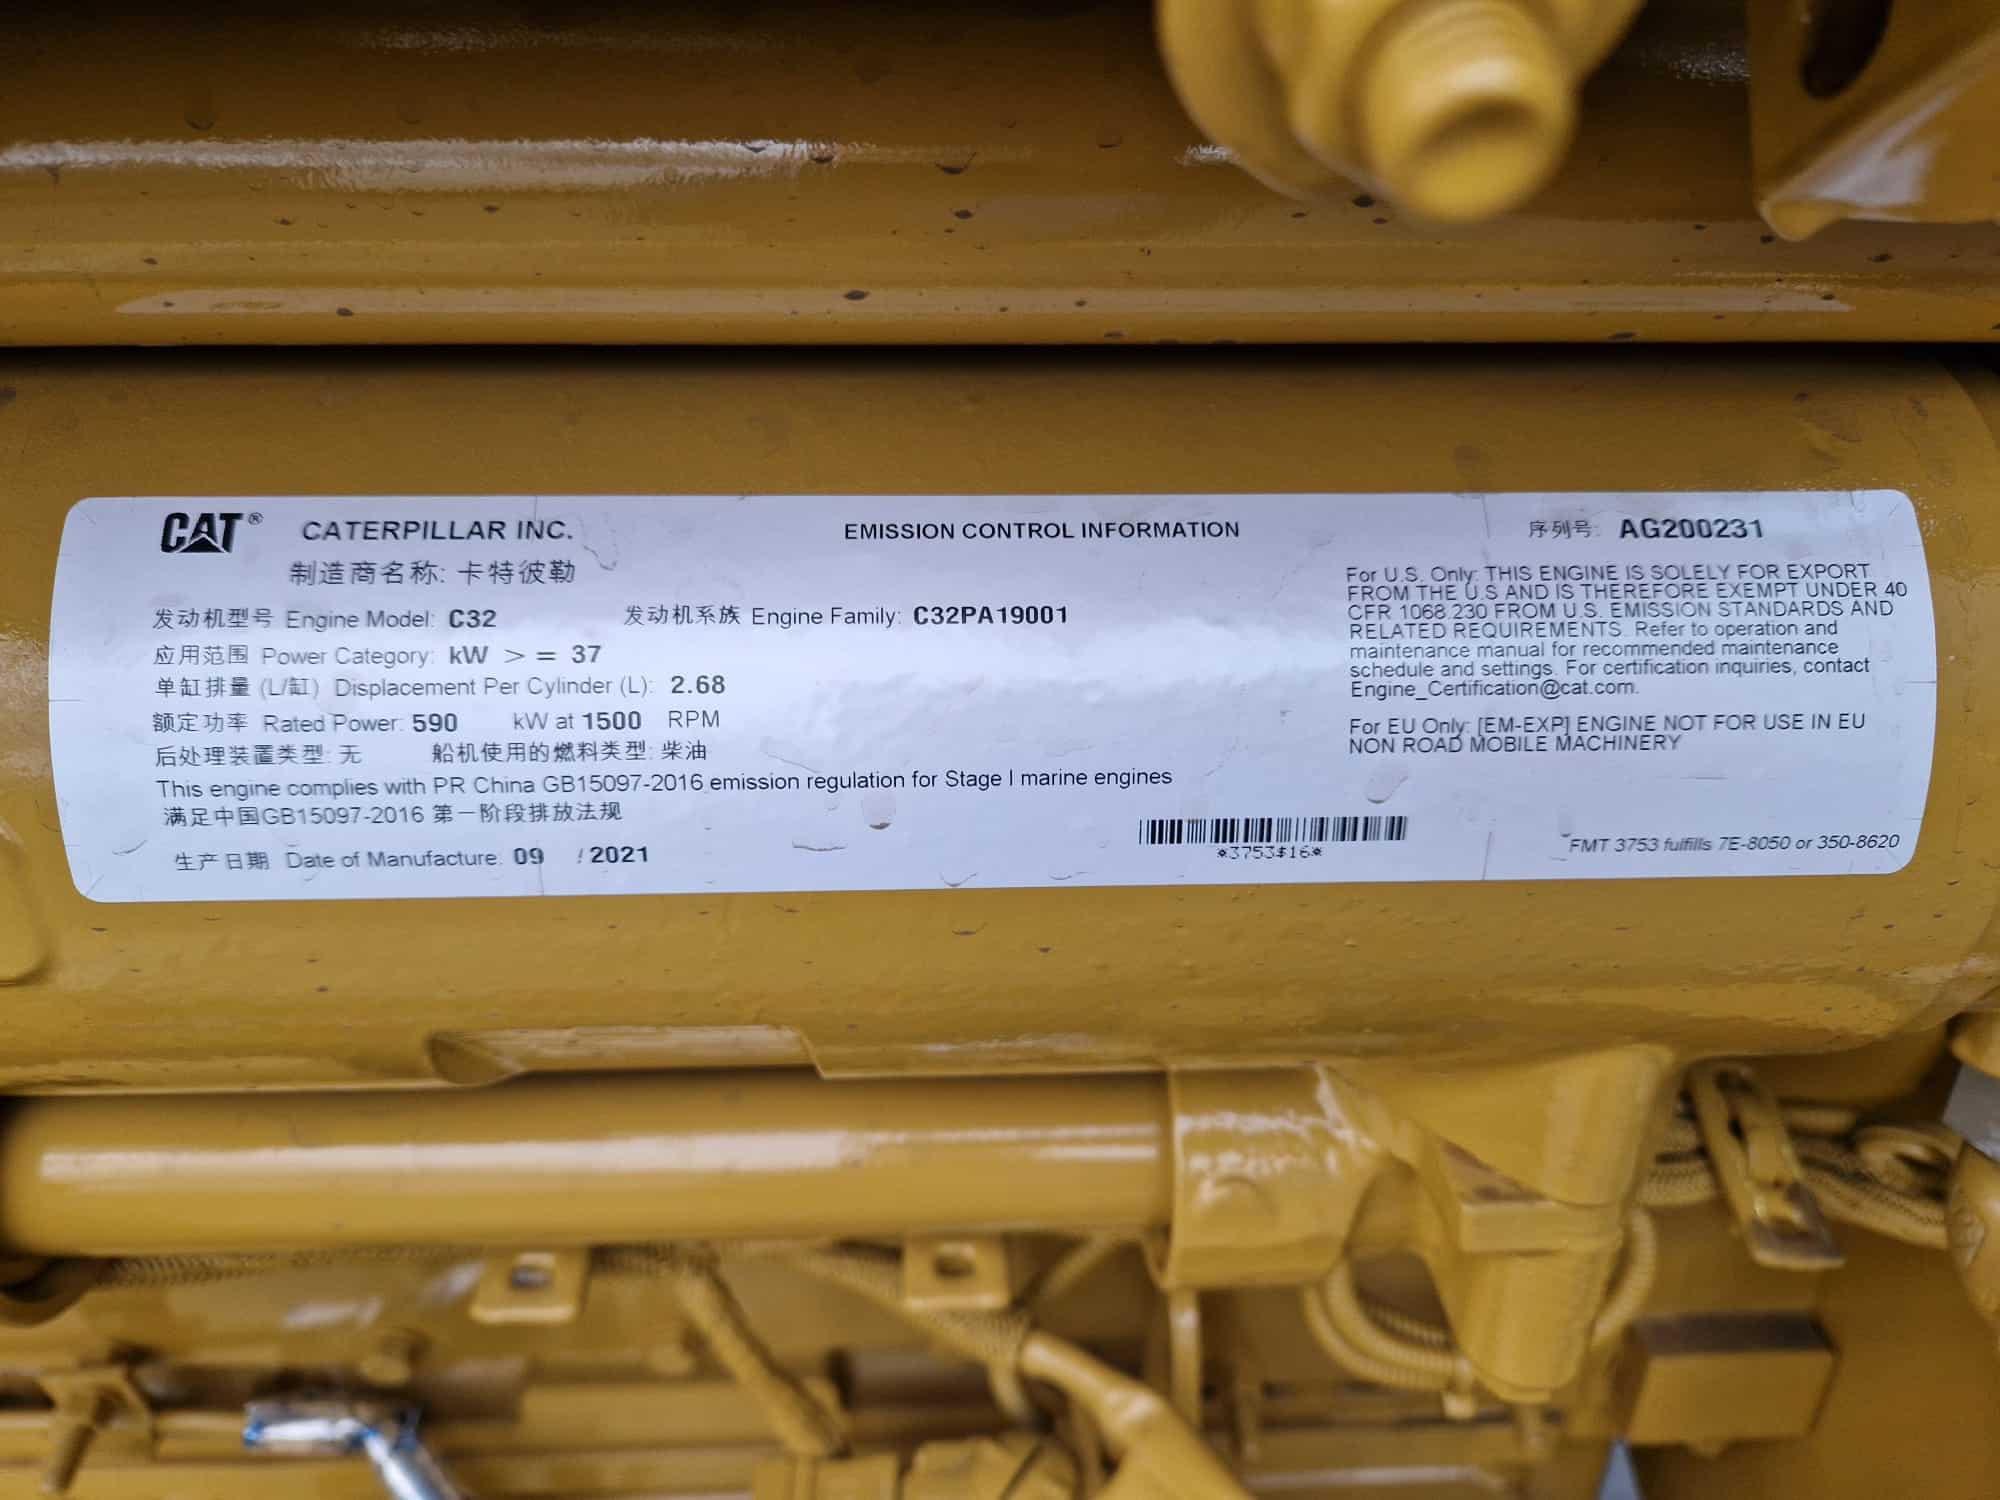 CAT® CATERPILLAR INC.
制造商名称: 卡特彼勒
EMISSION CONTROL INFORMATION
序列号: AG200231
发动机型号 Engine Model: C32 发动机系族 Engine Family: C32PA19001
应用范围 Power Category: kW > = 37
单缸排量 (L/缸) Displacement Per Cylinder (L): 2.68
额定功率 Rated Power: 590 kW at 1500 RPM
后处理装置类型: 无 船机使用的燃料类型: 柴油
This engine complies with PR China GB15097-2016 emission regulation for Stage I marine engines
满足中国GB15097-2016 第一阶段排放法规
生产日期 Date of Manufacture: 09 / 2021
For U.S. Only: THIS ENGINE IS SOLELY FOR EXPORT
FROM THE U.S AND IS THEREFORE EXEMPT UNDER 40
CFR 1068.230 FROM U.S. EMISSION STANDARDS AND
RELATED REQUIREMENTS. Refer to operation and
maintenance manual for recommended maintenance
schedule and settings. For certification inquiries, contact
Engine_Certification@cat.com.
For EU Only: [EM-EXP] ENGINE NOT FOR USE IN EU
NON ROAD MOBILE MACHINERY
*3753$16*
FMT 3753 fulfills 7E-8050 or 350-8620